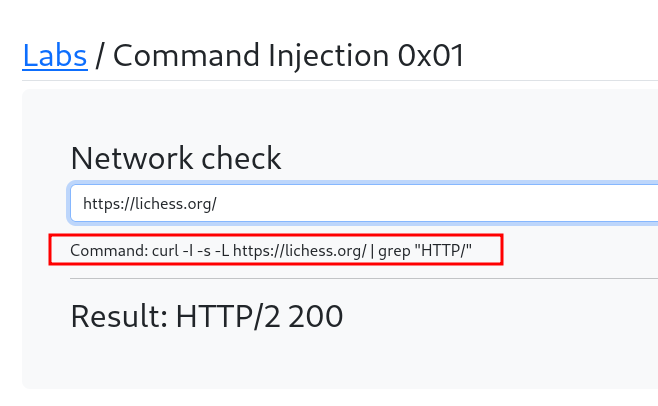 Labs / Command Injection 0x01
Network check
https://lichess.org/
Command: curl -I -s -L https://lichess.org/ | grep "HTTP/"
Result: HTTP/2 200